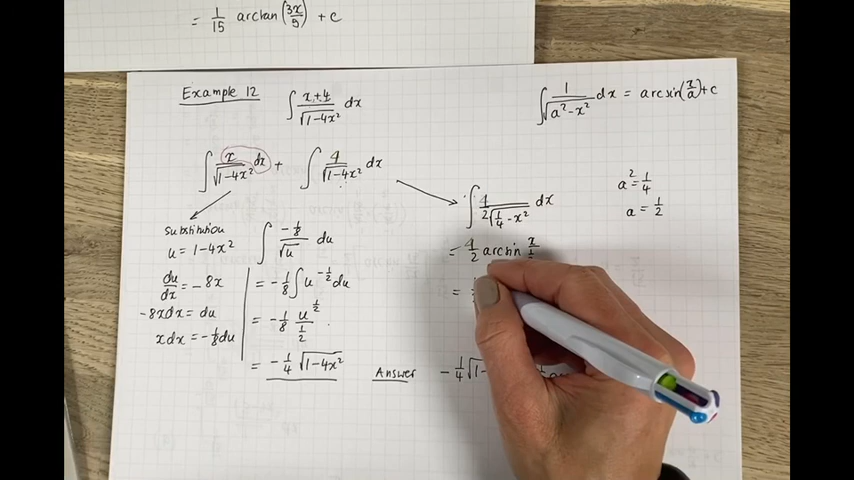 = 1/15 arctan(3x/5) + c
Example 12 ∫ x+4/√(1-4x²) dx
∫ 1/√(a²-x²) dx = arcsin(x/a) + c
∫ x/√(1-4x²) dx + ∫ 4/√(1-4x²) dx
∫ 4/2√(1/4-x²) dx
a² = 1/4
a = 1/2
= 4/2 arcsin x/
=
substitution
u = 1-4x²
du/dx = -8x
-8xdx = du
xdx = -1/8 du
∫ -1/8/√u du
= -1/8 ∫ u^-1/2 du
= -1/8 u^1/2/1/2
= -1/4 √(1-4x²)
Answer -1/4 √1-